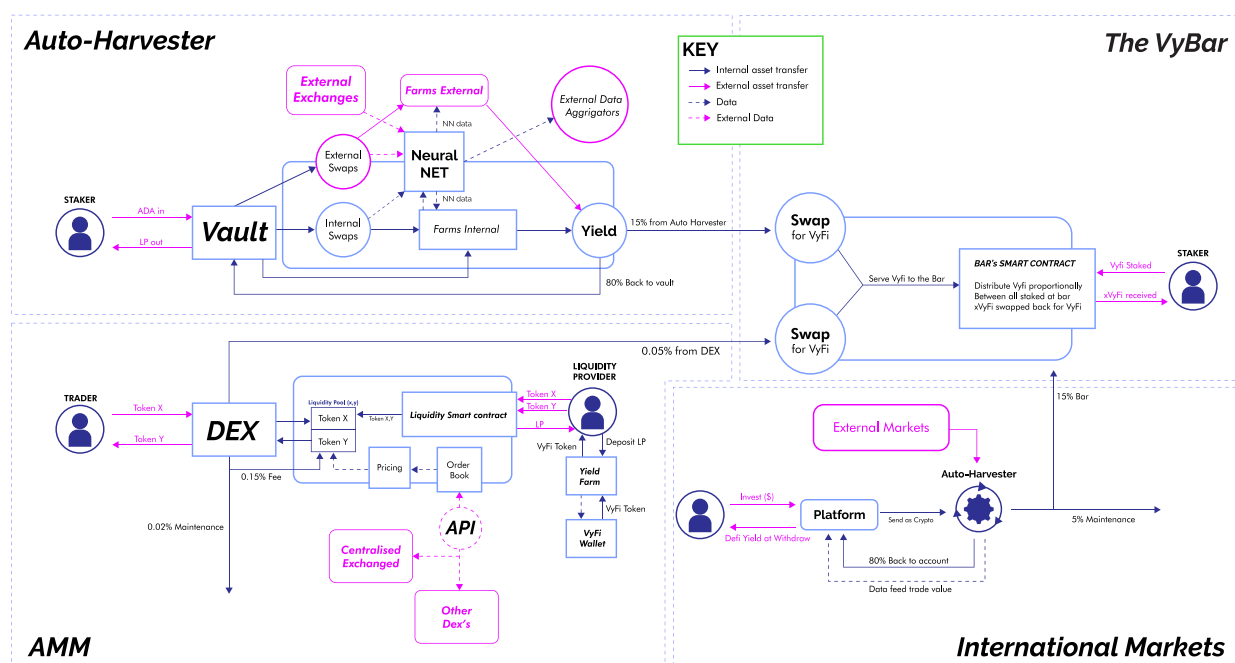 Auto-Harvester
The VyBar
KEY
Internal asset transfer
External asset transfer
Data
External Data
External
Exchanges
Farms External
External Data
Aggrigators
NN data
External
Swaps
Neural
NET
NN data
STAKER
ADA in
LP out
Vault
Internal
Swaps
Farms Internal
Yield
15% from Auto Harvester
80% Back to vault
Swap
for VyFi
Serve Vyfi to the Bar
BAR's SMART CONTRACT
Distribute Vyfi proportionally
Between all staked at bar
xVyFi swapped back for VyFi
Vyfi Staked
xVyFi received
STAKER
Swap
for VyFi
0.05% from DEX
TRADER
Token X
Token Y
DEX
Liquidity Pool (x,y)
Token X
Token Y
Token X,Y
Liquidity Smart contract
LIQUIDITY
PROVIDER
Token X
Token Y
LP
VyFi Token
Deposit LP
0.15% Fee
Pricing
Order
Book
Yield
Farm
VyFi Token
VyFi
Wallet
0.02% Maintenance
API
Centralised
Exchanged
Other
Dex's
AMM
15% Bar
External Markets
Auto-Harvester
Invest ($)
Defi Yield at Withdraw
Platform
Send as Crypto
5% Maintenance
80% Back to account
Data feed trade value
International Markets